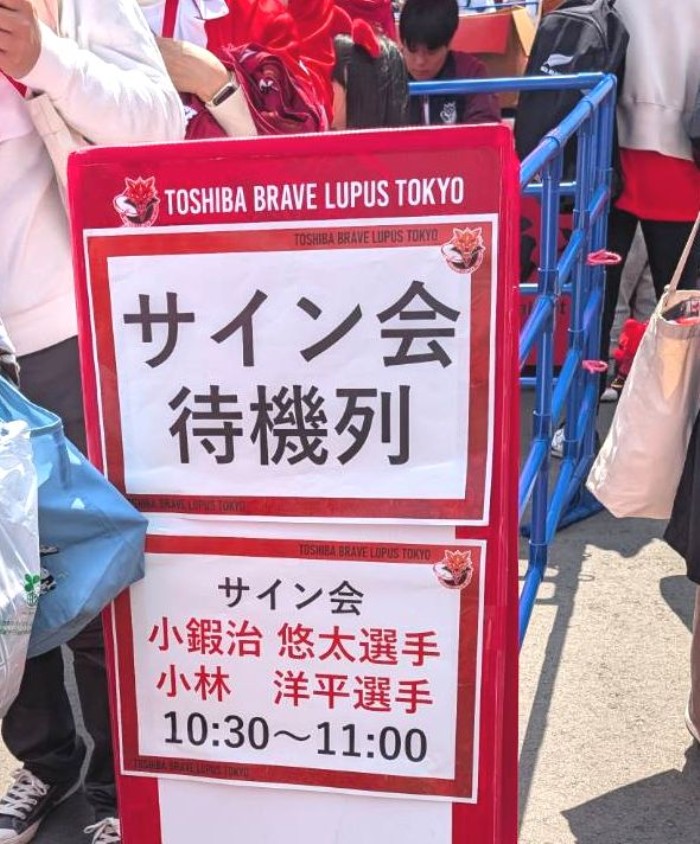 TOSHIBA BRAVE LUPUS TOKYO
TOSHIBA BRAVE LUPUS TOKYO
サイン会
待機列
TOSHIBA BRAVE LUPUS TOKYO
TOSHIBA BRAVE LUPUS TOKYO
サイン会
小鍜治 悠太選手
小林　洋平選手
10:30～11:00
TOSHIBA BRAVE LUPUS TOKYO